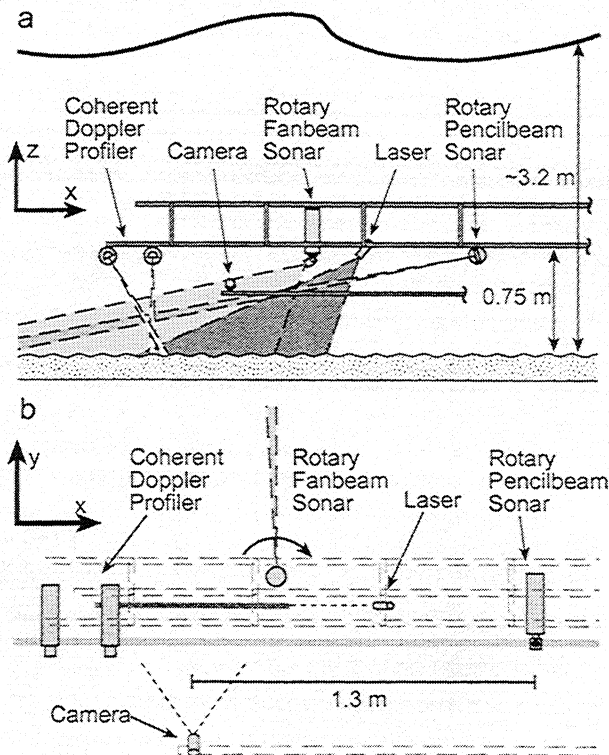 a
Coherent
Doppler
Profiler
Camera
Rotary
Fanbeam
Sonar
Laser
Rotary
Pencilbeam
Sonar
z
x
~3.2 m
0.75 m
b
y
x
Coherent
Doppler
Profiler
Rotary
Fanbeam
Sonar
Laser
Rotary
Pencilbeam
Sonar
1.3 m
Camera